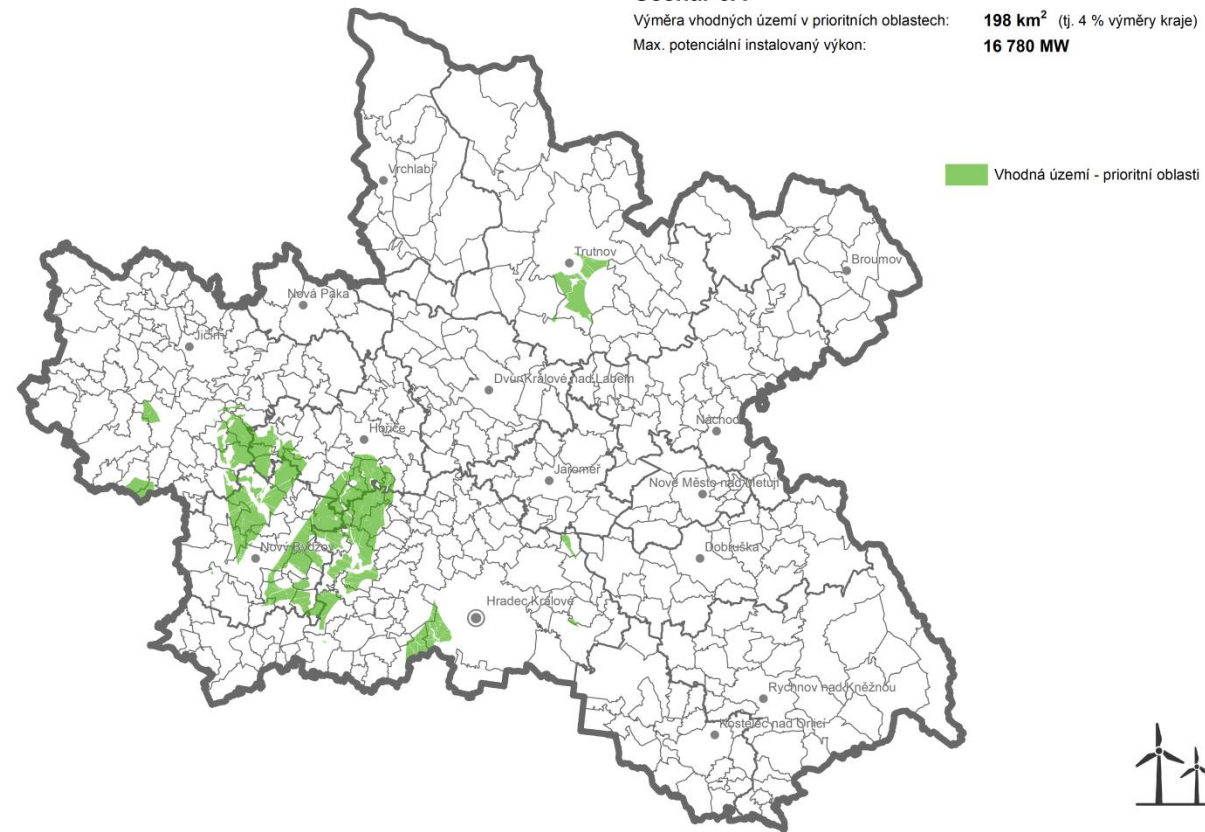 Výměra vhodných území v prioritních oblastech: 198 km² (tj. 4 % výměry kraje)
Max. potenciální instalovaný výkon: 16 780 MW
Vrchlabí
Vhodná území - prioritní oblasti
Trutnov
Broumov
Nová Paka
Jičín
Dvůr Králové nad Labem
Hořice
Náchod
Jaroměř
Nové Město nad Metují
Nový Bydžov
Dobruška
Hradec Králové
Rychnov nad Kněžnou
Kostelec nad Orlicí